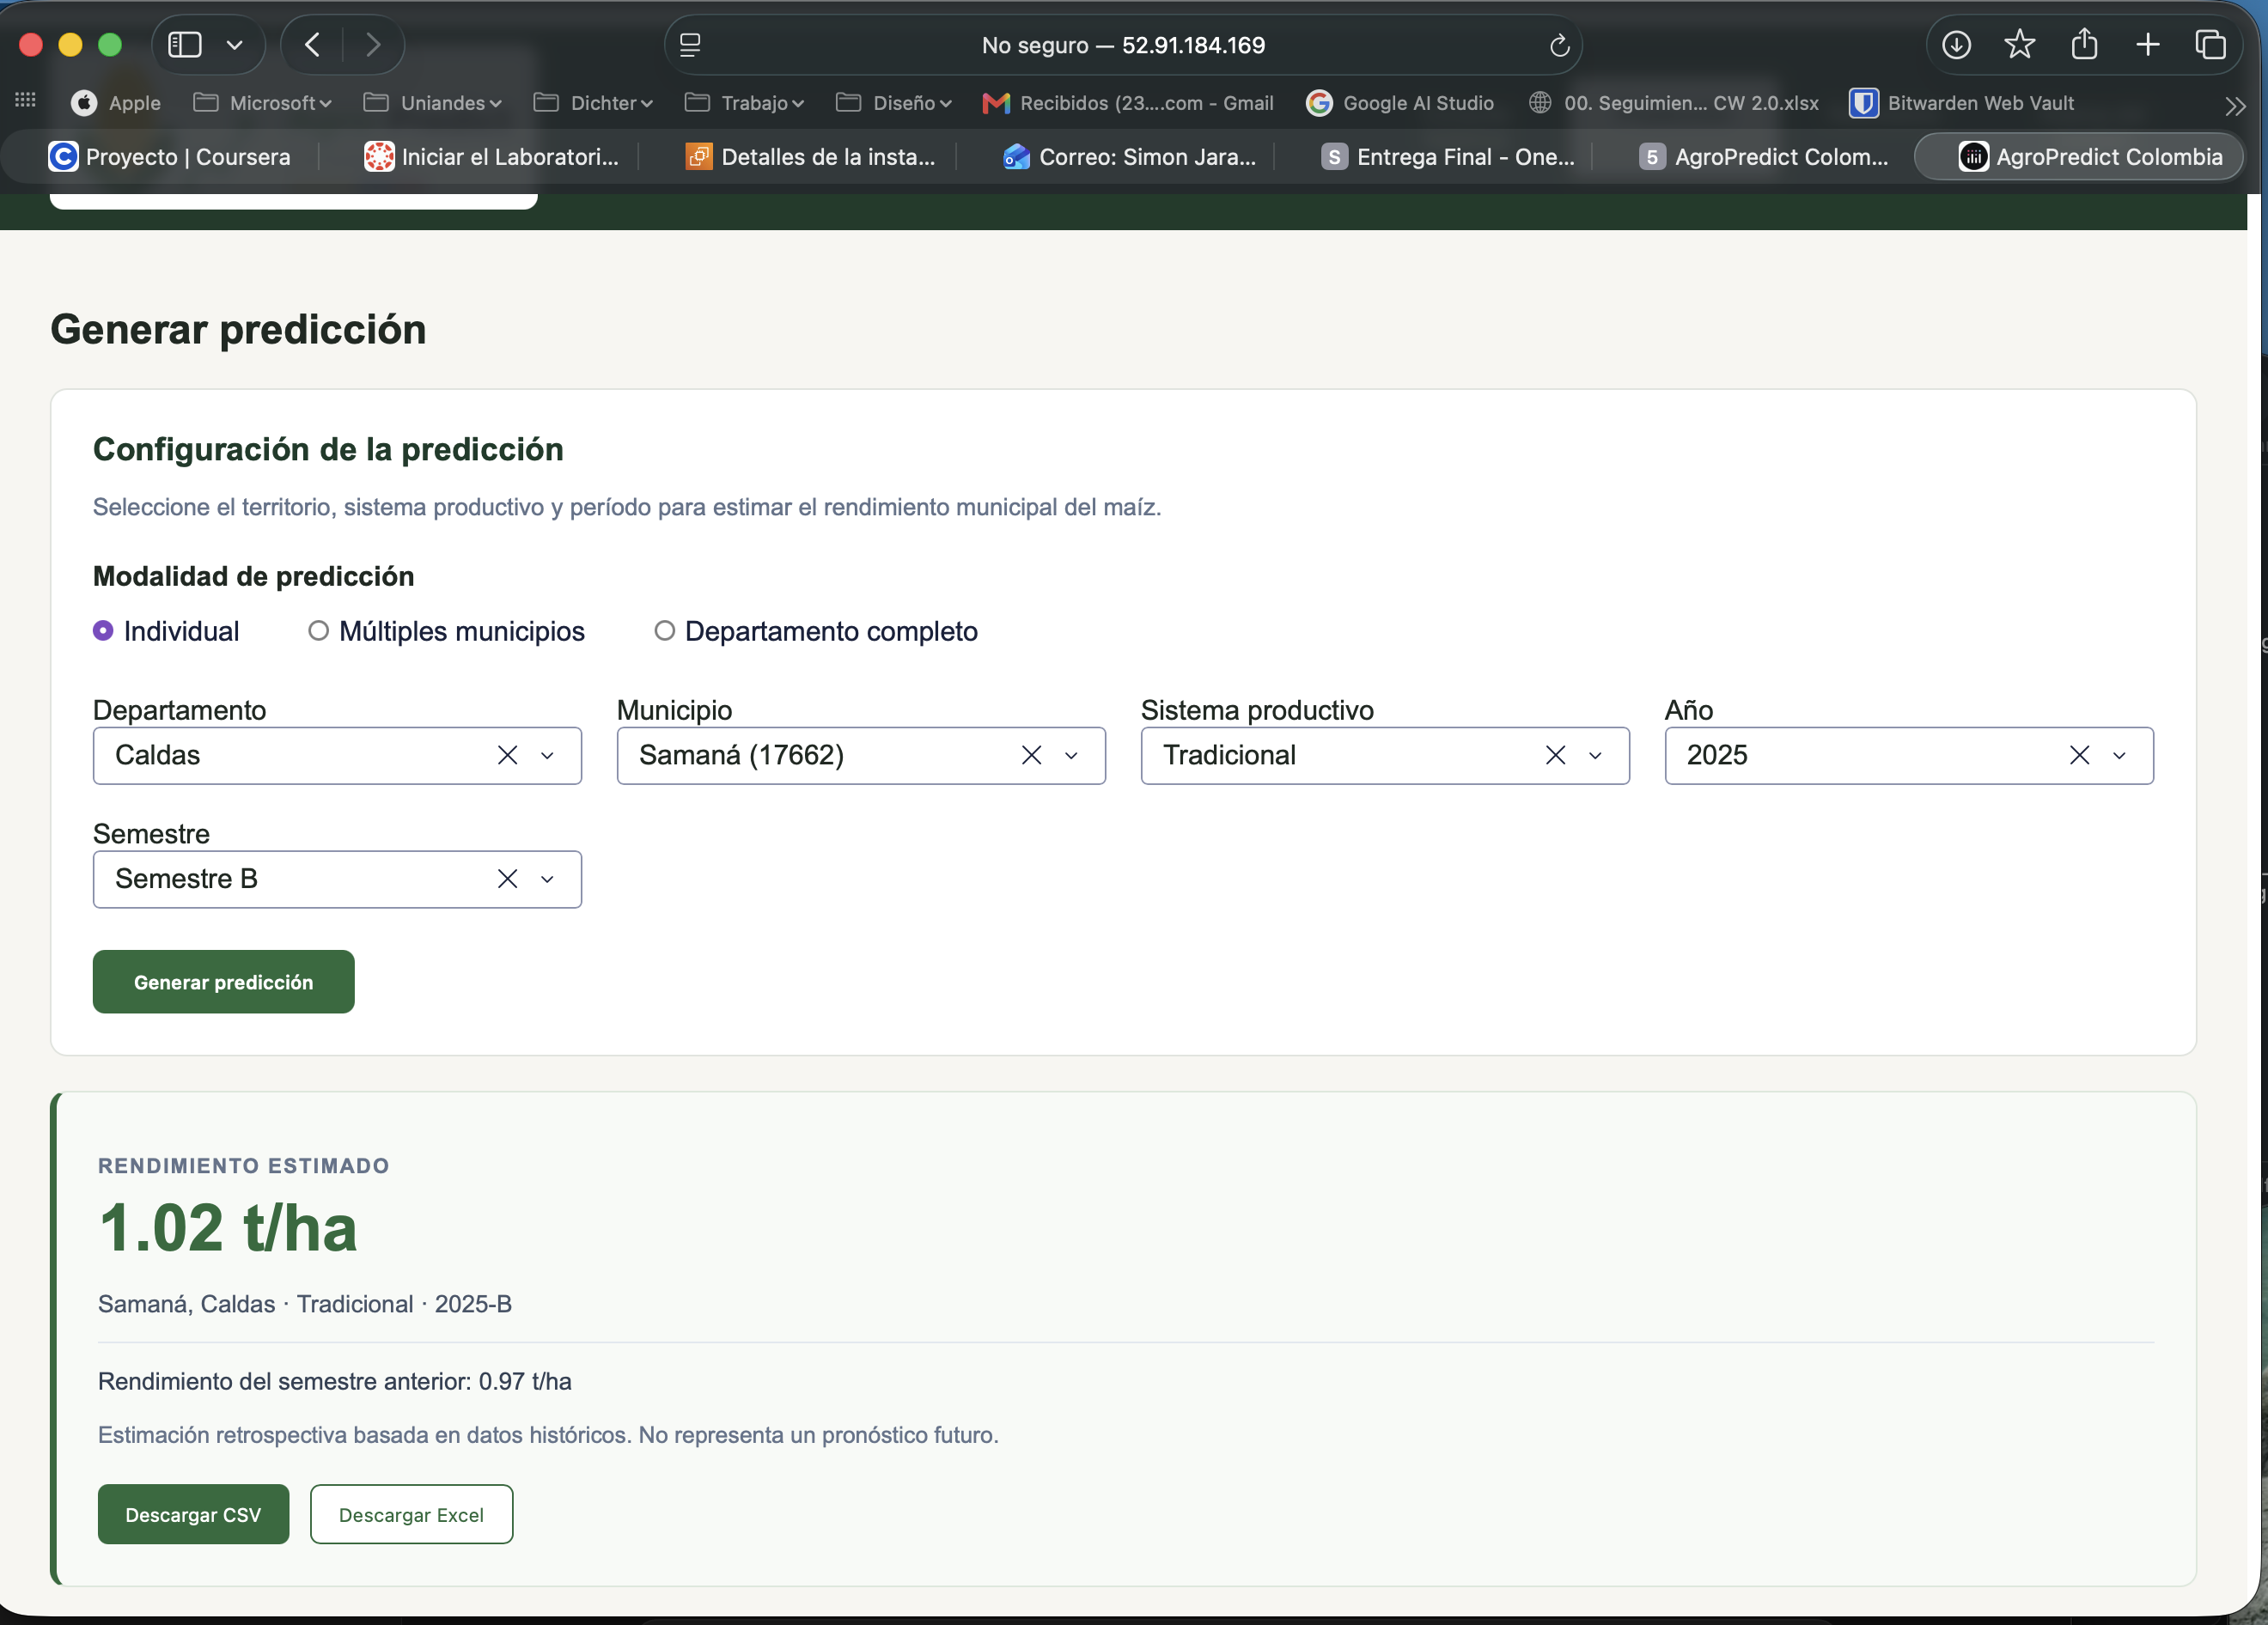 No seguro — 52.91.184.169
Apple Microsoft Uniandes Dichter Trabajo Diseño Recibidos (23....com - Gmail Google AI Studio 00. Seguimien... CW 2.0.xlsx Bitwarden Web Vault
Proyecto | Coursera Iniciar el Laboratori... Detalles de la insta... Correo: Simon Jara... S Entrega Final - One... 5 AgroPredict Colom... AgroPredict Colombia
Generar predicción
Configuración de la predicción
Seleccione el territorio, sistema productivo y período para estimar el rendimiento municipal del maíz.
Modalidad de predicción
Individual Múltiples municipios Departamento completo
Departamento Municipio Sistema productivo Año
Caldas Samaná (17662) Tradicional 2025
Semestre
Semestre B
Generar predicción
RENDIMIENTO ESTIMADO
1.02 t/ha
Samaná, Caldas · Tradicional · 2025-B
Rendimiento del semestre anterior: 0.97 t/ha
Estimación retrospectiva basada en datos históricos. No representa un pronóstico futuro.
Descargar CSV Descargar Excel